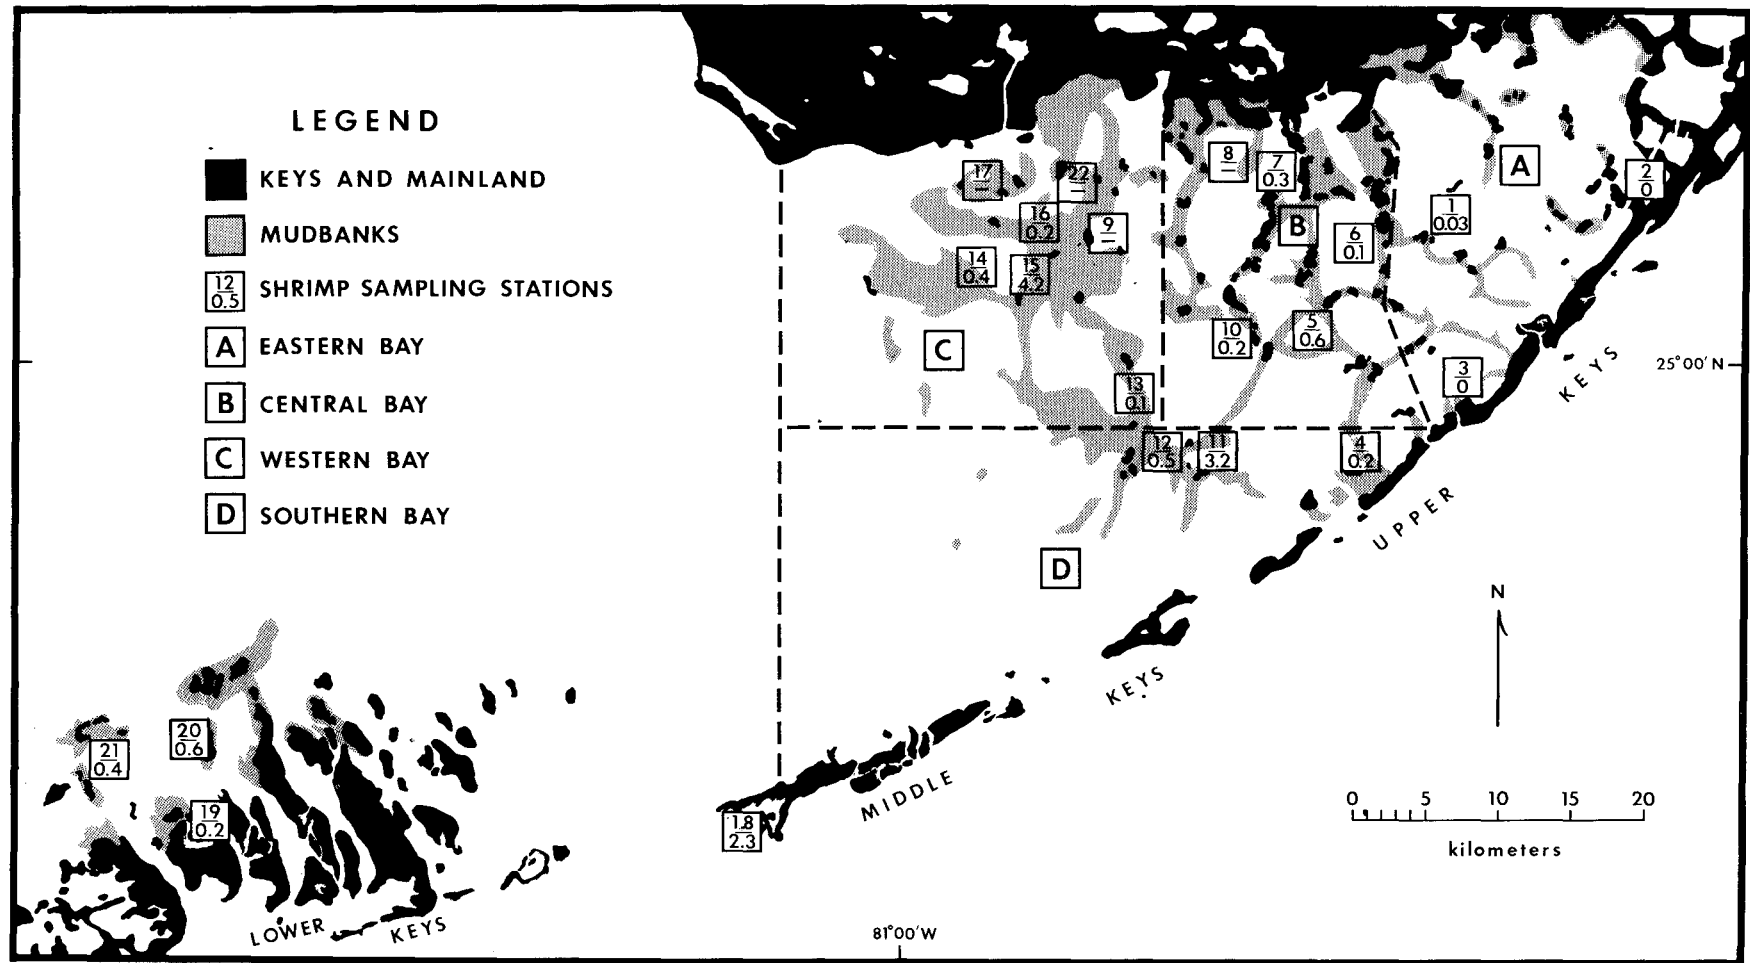 LEGEND
KEYS AND MAINLAND
MUDBANKS
12
0.5
SHRIMP SAMPLING STATIONS
A
EASTERN BAY
B
CENTRAL BAY
C
WESTERN BAY
D
SOUTHERN BAY
17
—
22
—
8
—
7
0.3
A
2
0
16
0.2
9
—
B
6
0.1
1
0.03
14
0.4
15
4.2
10
0.2
5
0.6
C
13
0.1
3
0
25°00′ N
KEYS
12
0.5
11
3.2
4
0.2
UPPER
D
N
KEYS
MIDDLE
20
0.6
21
0.4
19
0.2
18
2.3
0 5 10 15 20
kilometers
LOWER
KEYS
81°00′W